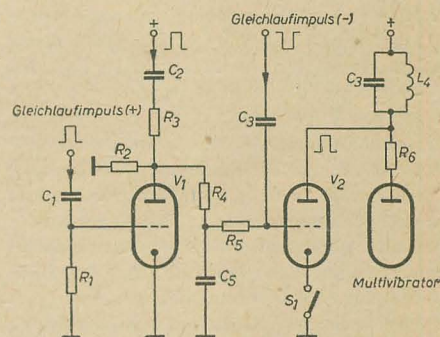 +
Gleichlaufimpuls(-)
+
C2
C3
L4
Gleichlaufimpuls(+)
R3
C3
R2
V1
V2
R6
C1
R4
R5
R1
C5
S1
Multivibrator